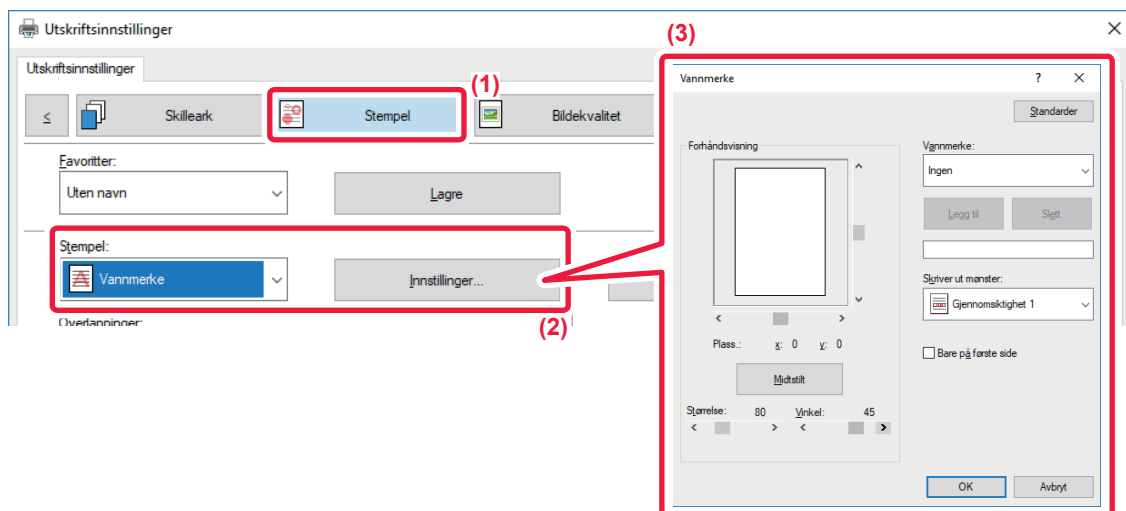 Utskriftsinnstillinger
Utskriftsinnstillinger
(1)
< Skilleark Stempel Bildekvalitet
Favoritter:
Uten navn Lagre
Stempel:
Vannmerke Innstillinger...
(2)
Overlappinger:
(3)
Vannmerke ?
Standarder
Forhåndsvisning
Vannmerke:
Ingen
Legg til Slett
Skriver ut mønster:
Gjennomsiktighet 1
Plass.: x: 0 y: 0
Bare på første side
Midtstilt
Størrelse: 80 Vinkel: 45
OK Avbryt